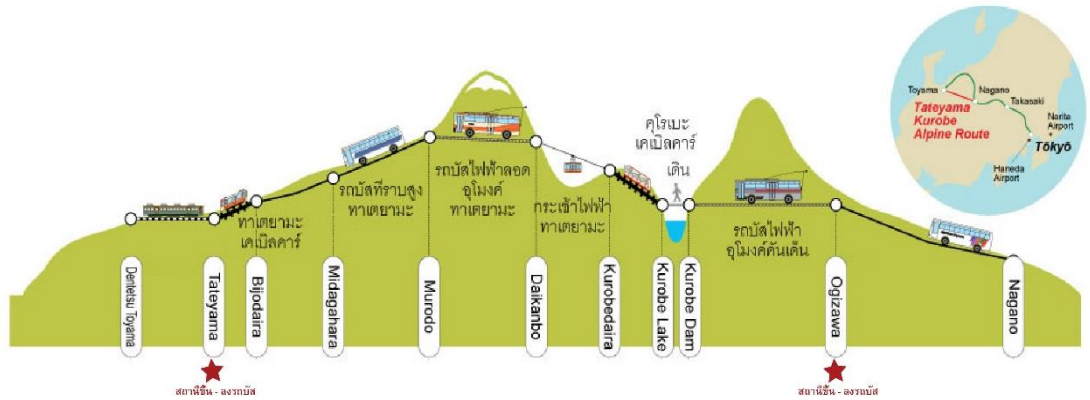 Toyama
Nagano
Takasaki
Tateyama
Kurobe
Alpine Route
Narita
Airport
Tōkyō
Haneda
Airport
คุโรเบะ
เคเบิลคาร์
เดิน
รถบัสไฟฟ้าลอด
อุโมงค์
ทาเตยามะ
รถบัสที่ราบสูง
ทาเตยามะ
กระเช้าไฟฟ้า
ทาเตยามะ
ทาเตยามะ
เคเบิลคาร์
รถบัสไฟฟ้า
อุโมงค์คันเด็น
Dentetsu Toyama
Tateyama
Bijodaira
Midagahara
Murodo
Daikanbo
Kurobedaira
Kurobe Lake
Kurobe Dam
Ogizawa
Nagano
สถานีขึ้น - ลงรถบัส
สถานีขึ้น - ลงรถบัส